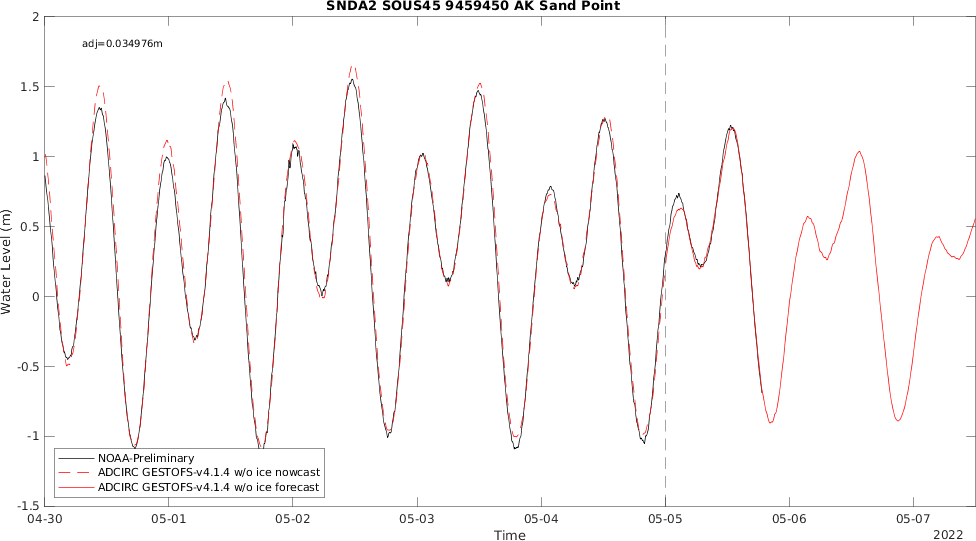 SNDA2 SOUS45 9459450 AK Sand Point
adj=0.034976m
Water Level (m)
2
1.5
1
0.5
0
-0.5
-1
-1.5
NOAA-Preliminary
ADCIRC GESTOFS-v4.1.4 w/o ice nowcast
ADCIRC GESTOFS-v4.1.4 w/o ice forecast
04-30 05-01 05-02 05-03 05-04 05-05 05-06 05-07
Time
2022